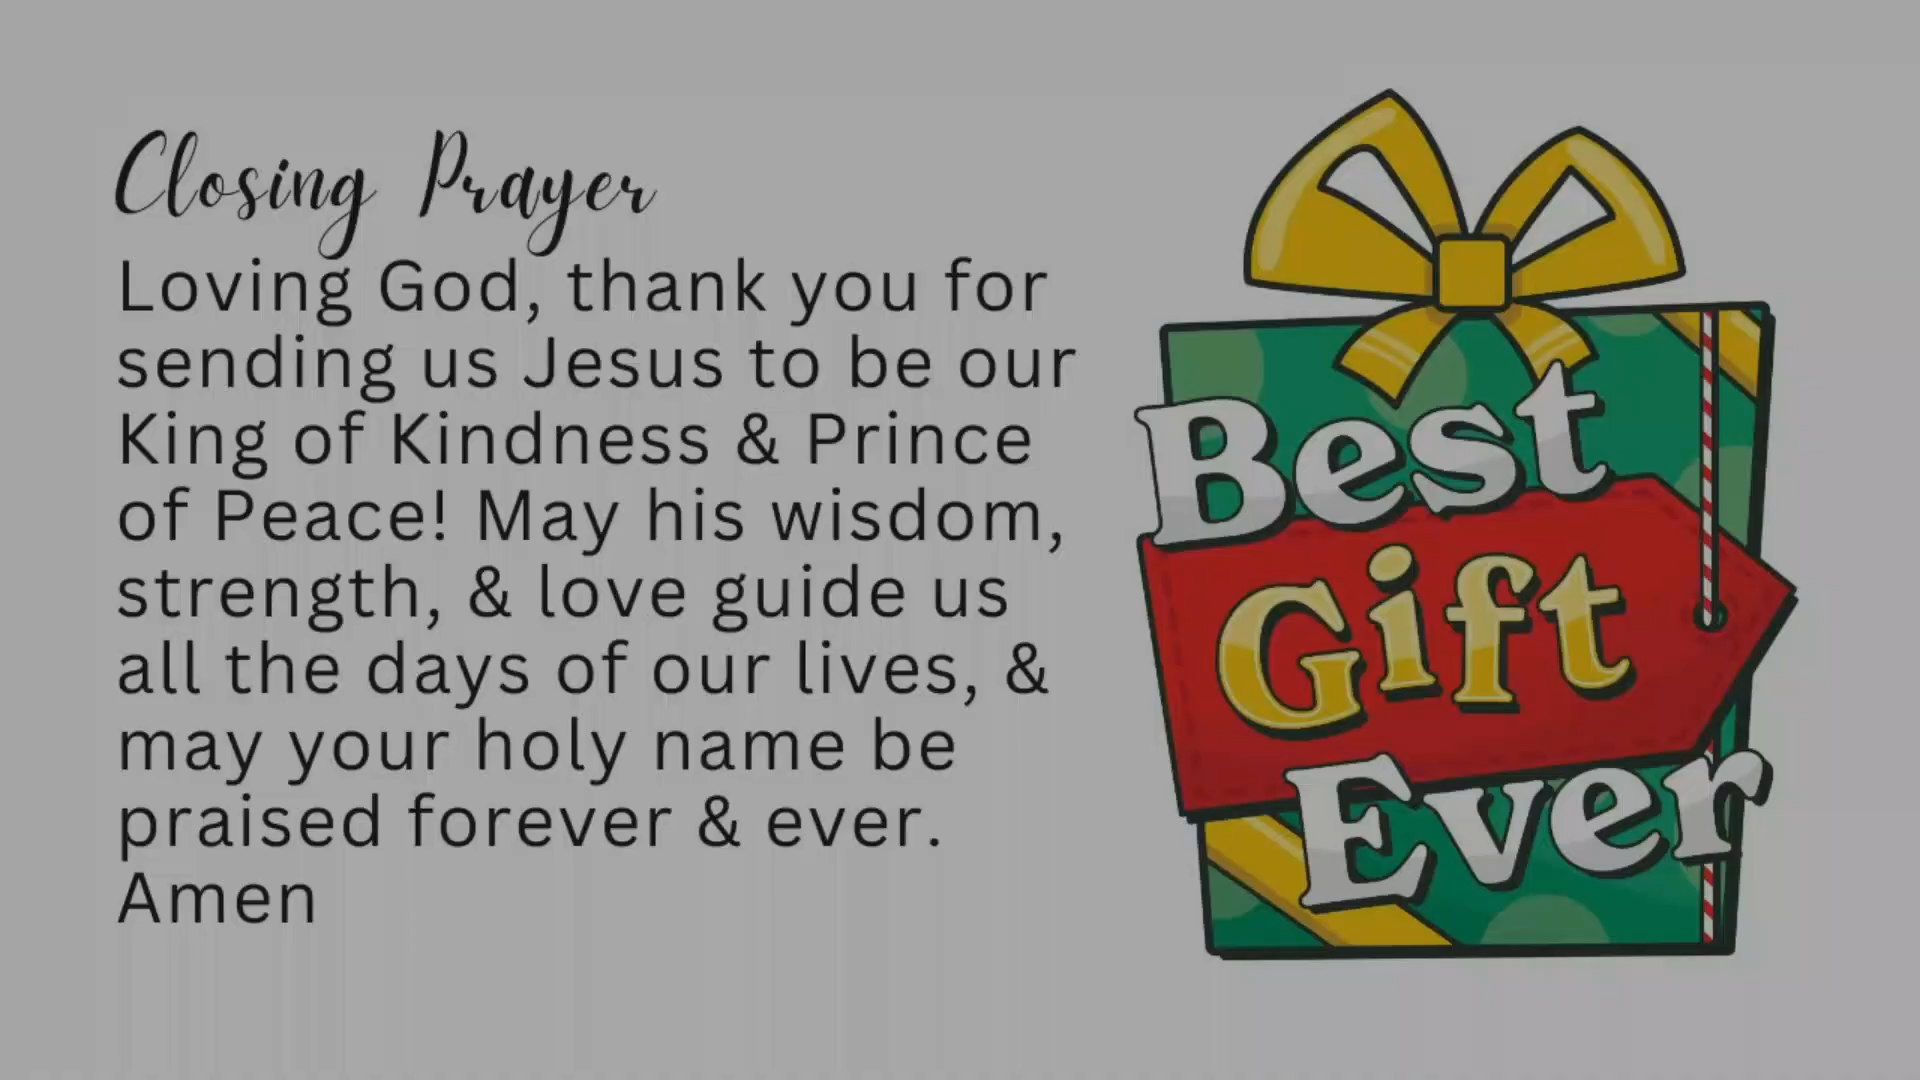 Closing Prayer
Loving God, thank you for
sending us Jesus to be our
King of Kindness & Prince
of Peace! May his wisdom,
strength, & love guide us
all the days of our lives, &
may your holy name be
praised forever & ever.
Amen
Best
Gift
Ever